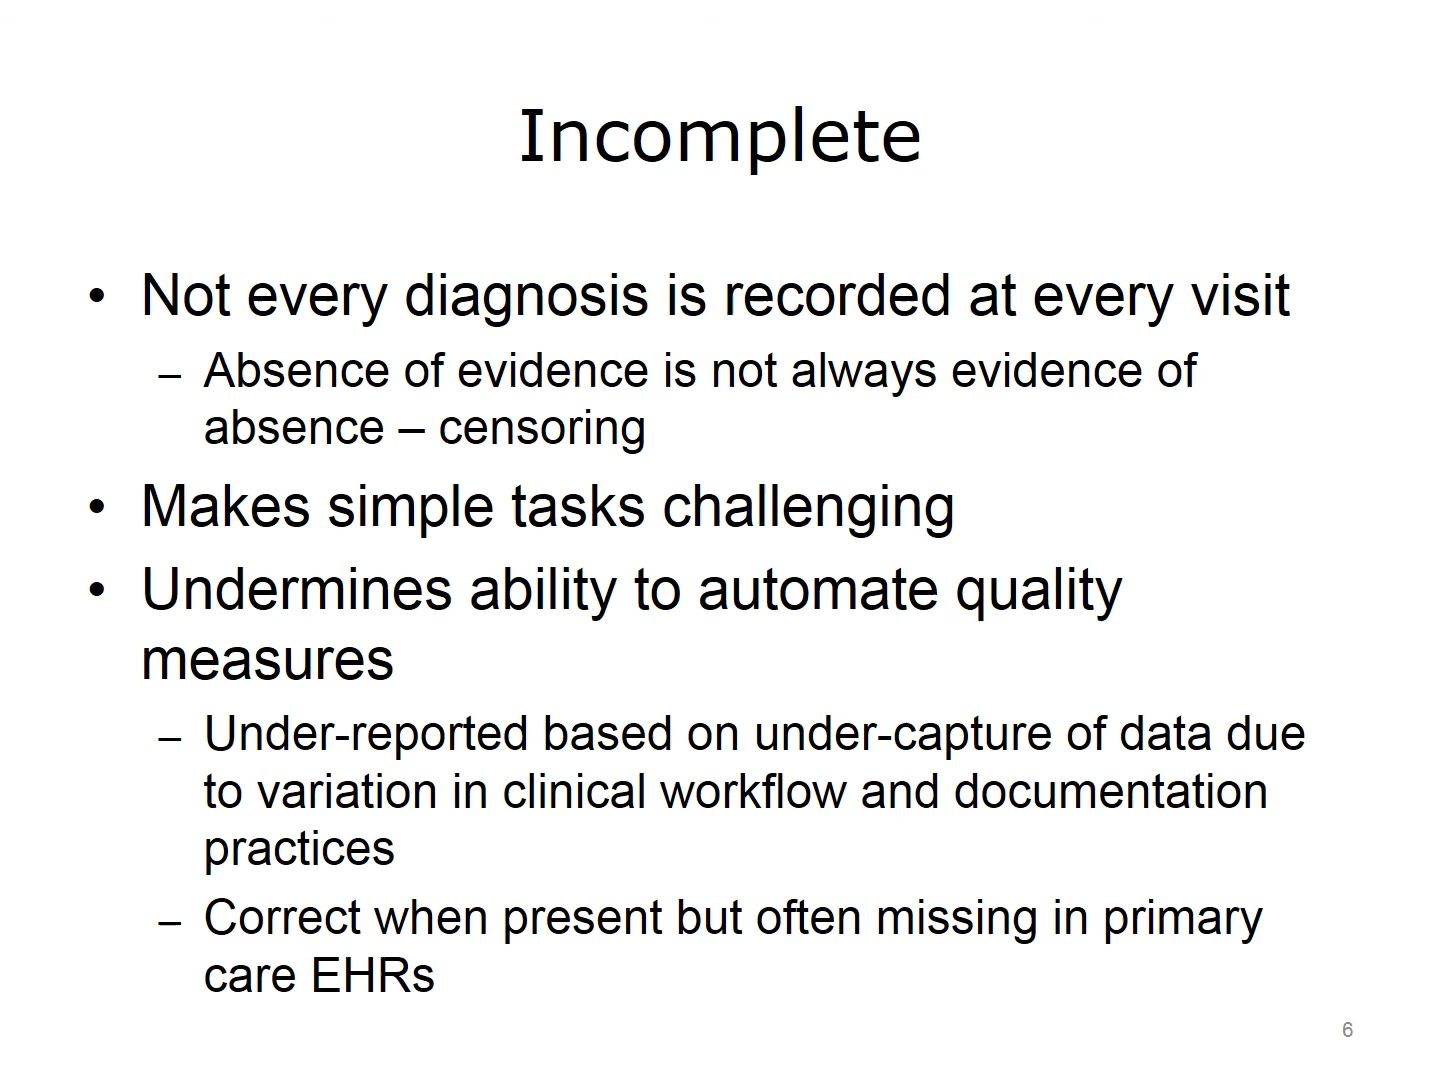 Incomplete
• Not every diagnosis is recorded at every visit
– Absence of evidence is not always evidence of
absence – censoring
• Makes simple tasks challenging
• Undermines ability to automate quality
measures
– Under-reported based on under-capture of data due
to variation in clinical workflow and documentation
practices
– Correct when present but often missing in primary
care EHRs
6